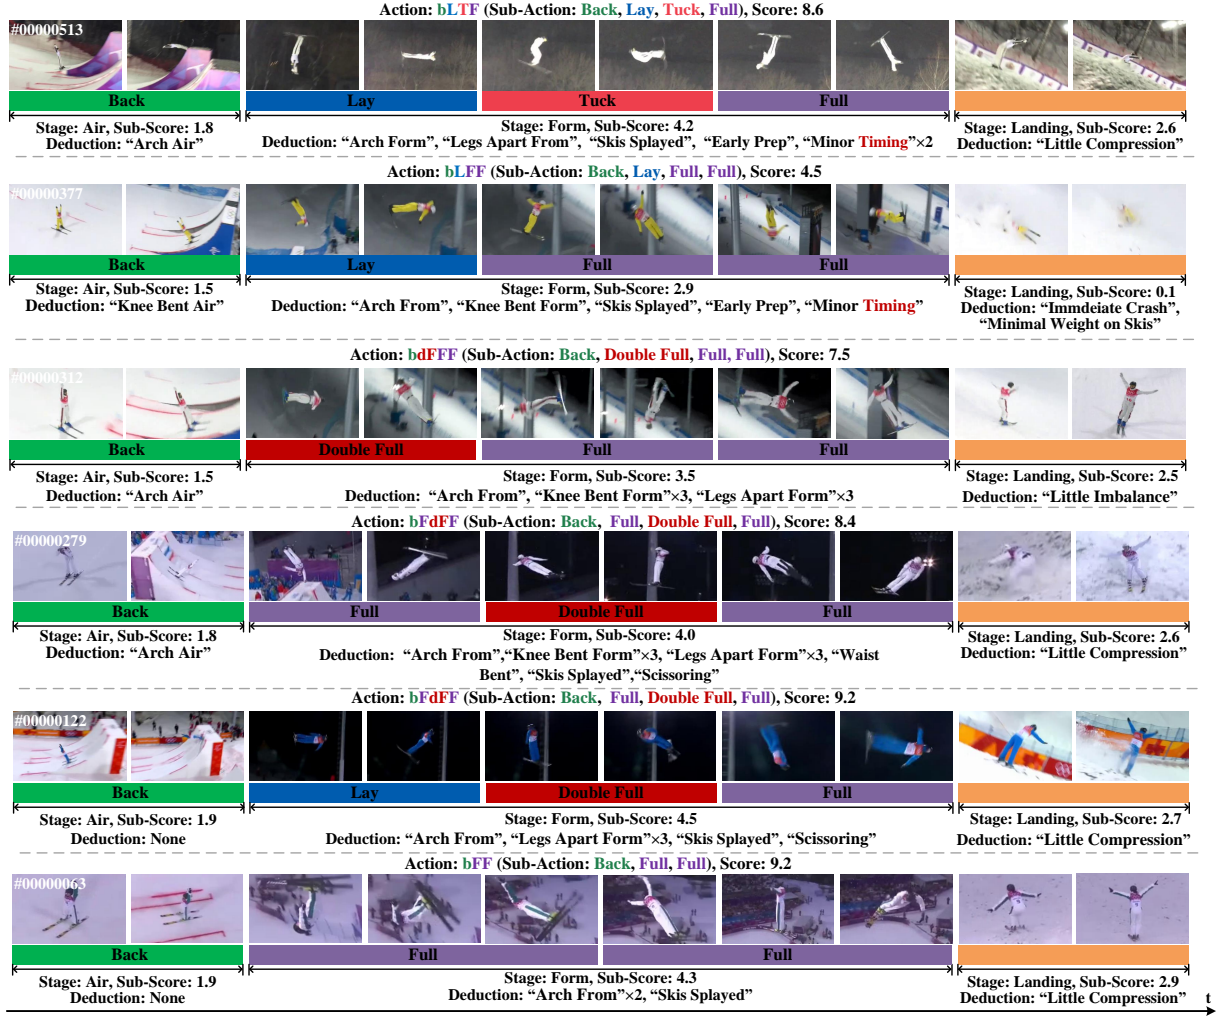 Action: bLTF (Sub-Action: Back, Lay, Tuck, Full), Score: 8.6
#00000513
Back Lay Tuck Full
Stage: Air, Sub-Score: 1.8
Deduction: “Arch Air”
Stage: Form, Sub-Score: 4.2
Deduction: “Arch Form”, “Legs Apart From”, “Skis Splayed”, “Early Prep”, “Minor Timing”×2
Stage: Landing, Sub-Score: 2.6
Deduction: “Little Compression”
Action: bLFF (Sub-Action: Back, Lay, Full, Full), Score: 4.5
#00000377
Back Lay Full Full
Stage: Air, Sub-Score: 1.5
Deduction: “Knee Bent Air”
Stage: Form, Sub-Score: 2.9
Deduction: “Arch From”, “Knee Bent Form”, “Skis Splayed”, “Early Prep”, “Minor Timing”
Stage: Landing, Sub-Score: 0.1
Deduction: “Immdeiate Crash”,
“Minimal Weight on Skis”
Action: bdFFF (Sub-Action: Back, Double Full, Full, Full), Score: 7.5
#00000312
Back Double Full Full Full
Stage: Air, Sub-Score: 1.5
Deduction: “Arch Air”
Stage: Form, Sub-Score: 3.5
Deduction: “Arch From”, “Knee Bent Form”×3, “Legs Apart Form”×3
Stage: Landing, Sub-Score: 2.5
Deduction: “Little Imbalance”
Action: bFdFF (Sub-Action: Back, Full, Double Full, Full), Score: 8.4
#00000279
Back Full Double Full Full
Stage: Air, Sub-Score: 1.8
Deduction: “Arch Air”
Stage: Form, Sub-Score: 4.0
Deduction: “Arch From”,“Knee Bent Form”×3, “Legs Apart Form”×3, “Waist
Bent”, “Skis Splayed”,“Scissoring”
Stage: Landing, Sub-Score: 2.6
Deduction: “Little Compression”
Action: bFdFF (Sub-Action: Back, Full, Double Full, Full), Score: 9.2
#00000122
Back Lay Double Full Full
Stage: Air, Sub-Score: 1.9
Deduction: None
Stage: Form, Sub-Score: 4.5
Deduction: “Arch From”, “Legs Apart Form”×3, “Skis Splayed”, “Scissoring”
Stage: Landing, Sub-Score: 2.7
Deduction: “Little Compression”
Action: bFF (Sub-Action: Back, Full, Full), Score: 9.2
#00000063
Back Full Full
Stage: Air, Sub-Score: 1.9
Deduction: None
Stage: Form, Sub-Score: 4.3
Deduction: “Arch From”×2, “Skis Splayed”
Stage: Landing, Sub-Score: 2.9
Deduction: “Little Compression”
t